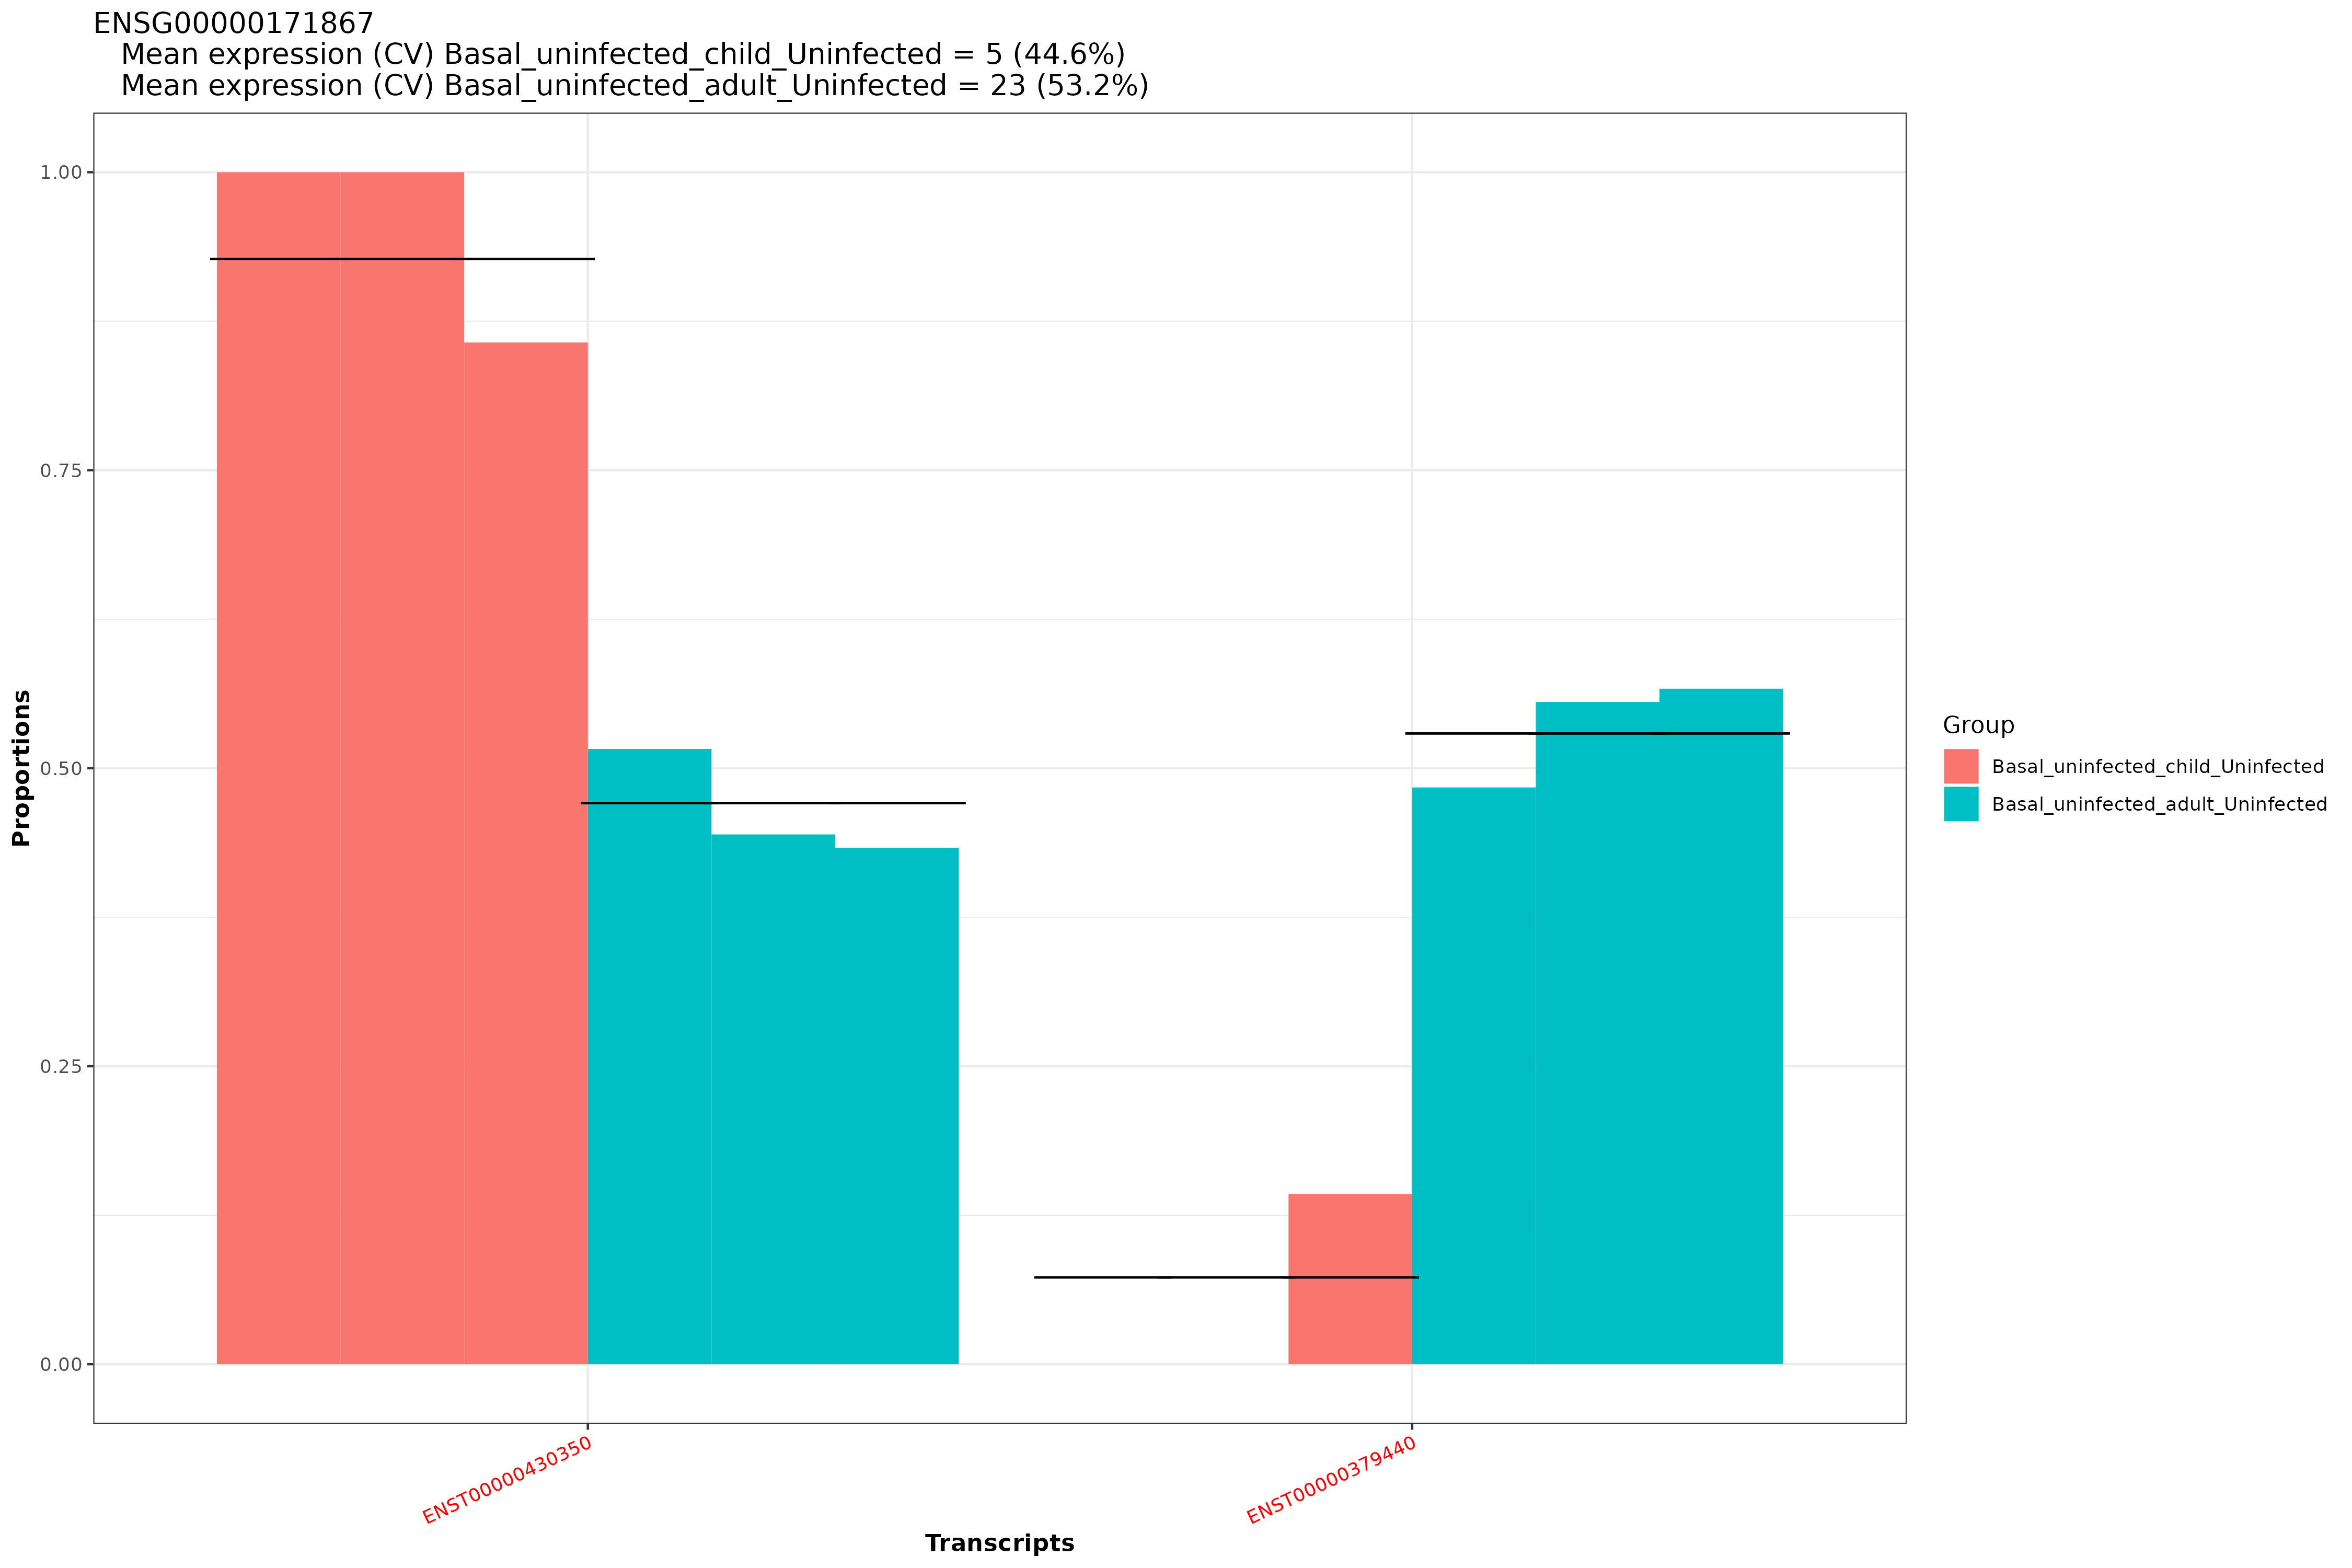 ENSG00000171867
Mean expression (CV) Basal_uninfected_child_Uninfected = 5 (44.6%)
Mean expression (CV) Basal_uninfected_adult_Uninfected = 23 (53.2%)
1.00
0.75
0.50
0.25
0.00
Proportions
ENST00000430350
ENST00000379440
Transcripts
Group
Basal_uninfected_child_Uninfected
Basal_uninfected_adult_Uninfected